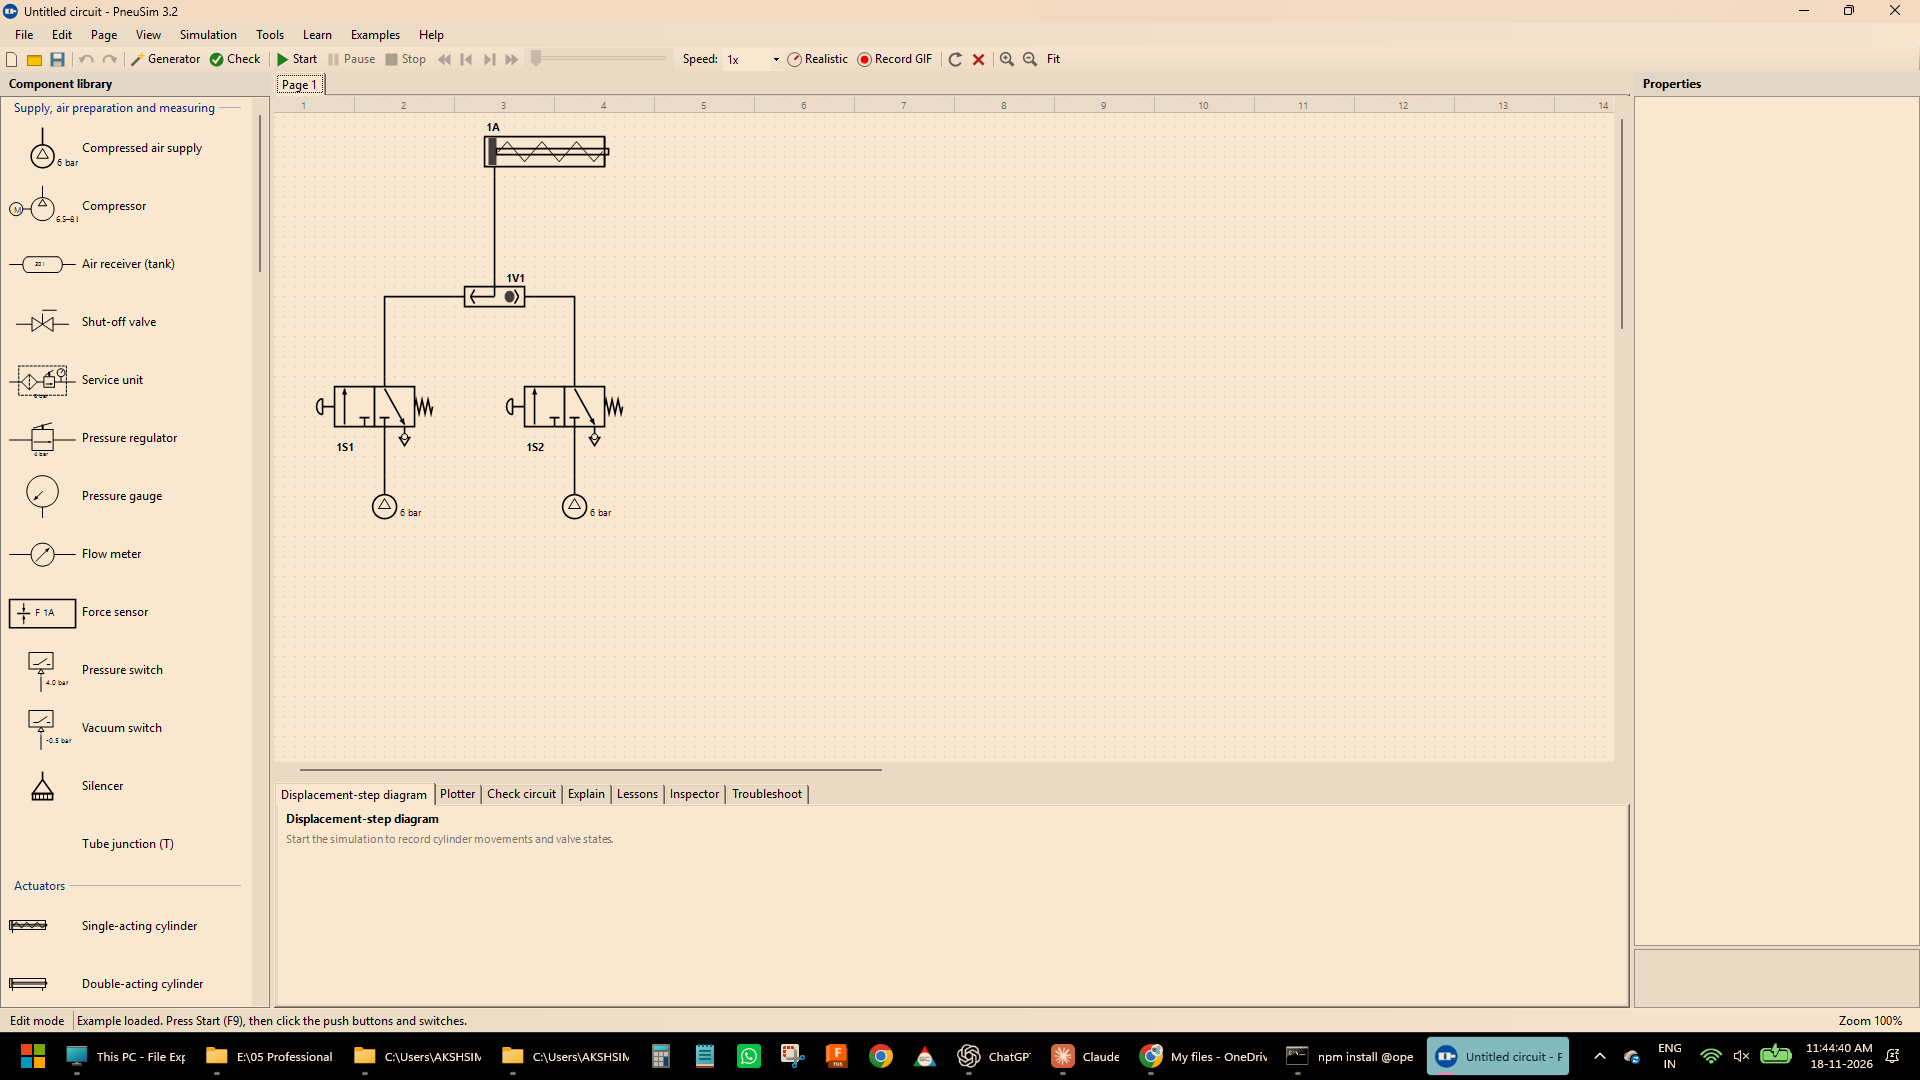 Untitled circuit - PneuSim 3.2
File Edit Page View Simulation Tools Learn Examples Help
Generator Check Start Pause Stop Speed: 1x Realistic Record GIF Fit
Component library
Page 1
Properties
1 2 3 4 5 6 7 8 9 10 11 12 13 14
Supply, air preparation and measuring
Compressed air supply
6 bar
Compressor
M
Air receiver (tank)
Shut-off valve
Service unit
Pressure regulator
Pressure gauge
Flow meter
F 1A
Force sensor
Pressure switch
4.0 bar
Vacuum switch
-0.5 bar
Silencer
Tube junction (T)
Actuators
Single-acting cylinder
Double-acting cylinder
1A
1V1
1S1
1S2
6 bar
6 bar
Displacement-step diagram Plotter Check circuit Explain Lessons Inspector Troubleshoot
Displacement-step diagram
Start the simulation to record cylinder movements and valve states.
Edit mode Example loaded. Press Start (F9), then click the push buttons and switches.
Zoom 100%
This PC - File Exp
E:\05 Professional
C:\Users\AKSHSIM
C:\Users\AKSHSIM
ChatGP
Claude
My files - OneDriv
npm install @ope
Untitled circuit - F
ENG
IN
11:44:40 AM
18-11-2026